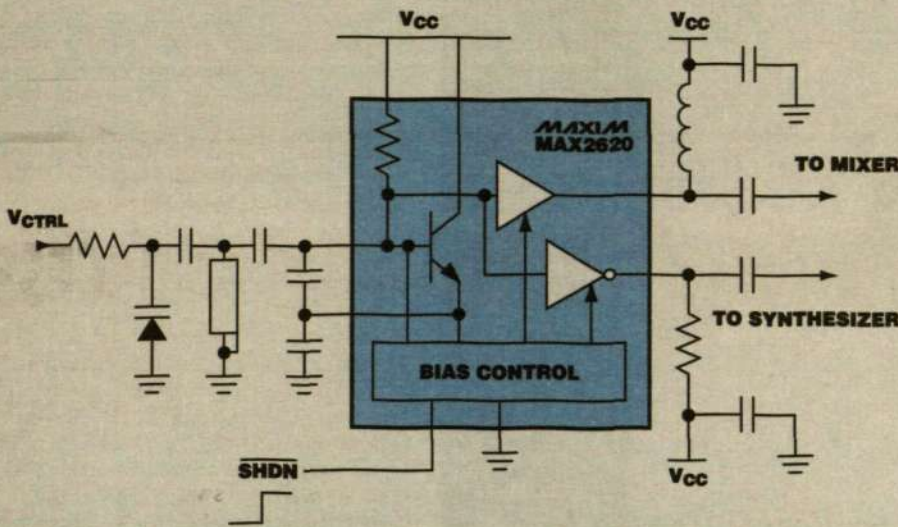 VCC
VCC
MAXIM
MAX2620
TO MIXER
VCTRL
TO SYNTHESIZER
BIAS CONTROL
SHDN
VCC